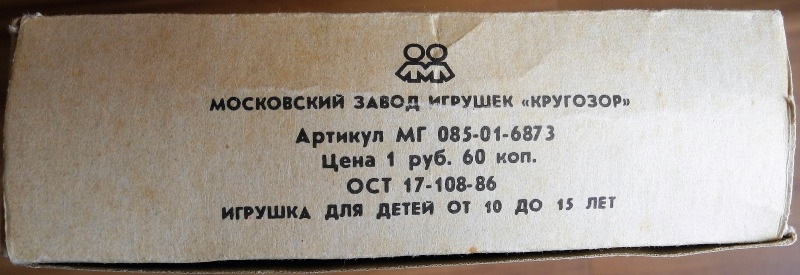 МОСКОВСКИЙ ЗАВОД ИГРУШЕК «КРУГОЗОР»
Артикул МГ 085-01-6873
Цена 1 руб. 60 коп.
ОСТ 17-108-86
ИГРУШКА ДЛЯ ДЕТЕЙ ОТ 10 ДО 15 ЛЕТ